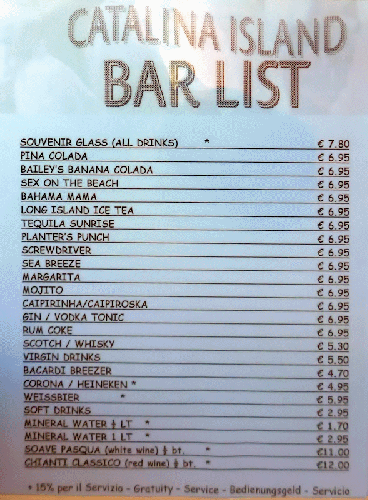 CATALINA ISLAND
BAR LIST
SOUVENIR GLASS (ALL DRINKS) * € 7.80
PINA COLADA € 6.95
BAILEY'S BANANA COLADA € 6.95
SEX ON THE BEACH € 6.95
BAHAMA MAMA € 6.95
LONG ISLAND ICE TEA € 6.95
TEQUILA SUNRISE € 6.95
PLANTER'S PUNCH € 6.95
SCREWDRIVER € 6.95
SEA BREEZE € 6.95
MARGARITA € 6.95
MOJITO € 6.95
CAIPIRINHA/CAIPIROSKA € 6.95
GIN / VODKA TONIC € 6.95
RUM COKE € 6.95
SCOTCH / WHISKY € 5.30
VIRGIN DRINKS € 5.50
BACARDI BREEZER € 4.70
CORONA / HEINEKEN * € 4.95
WEISSBIER * € 5.95
SOFT DRINKS € 2.95
MINERAL WATER ½ LT * € 1.70
MINERAL WATER 1 LT * € 2.95
SOAVE PASQUA (white wine) ½ bt. * €11.00
CHIANTI CLASSICO (red wine) ½ bt. * €12.00
* 15% per il Servizio - Gratuity - Service - Bedienungsgeld - Servicio